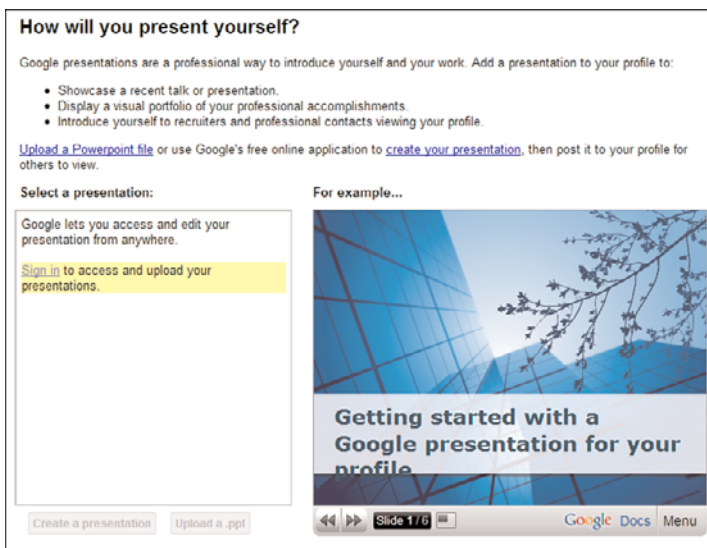 How will you present yourself?
Google presentations are a professional way to introduce yourself and your work. Add a presentation to your profile to:
• Showcase a recent talk or presentation.
• Display a visual portfolio of your professional accomplishments.
• Introduce yourself to recruiters and professional contacts viewing your profile.
Upload a Powerpoint file or use Google's free online application to create your presentation, then post it to your profile for
others to view.
Select a presentation:
Google lets you access and edit your
presentation from anywhere.
Sign in to access and upload your
presentations.
Create a presentation
Upload a .ppt
For example...
Getting started with a
Google presentation for your
profile
Slide 1/6
Google Docs
Menu